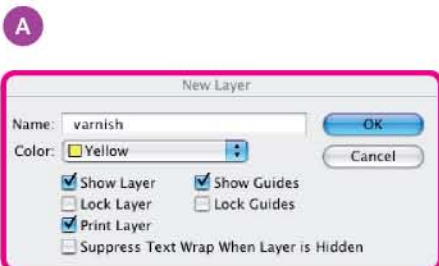 A
New Layer
Name: varnish OK
Color: Yellow Cancel
Show Layer Show Guides
Lock Layer Lock Guides
Print Layer
Suppress Text Wrap When Layer is Hidden